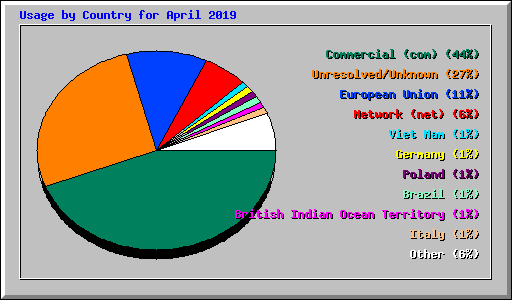 Usage by Country for April 2019
Commercial (com) (44%)
Unresolved/Unknown (27%)
European Union (11%)
Network (net) (6%)
Viet Nam (1%)
Germany (1%)
Poland (1%)
Brazil (1%)
British Indian Ocean Territory (1%)
Italy (1%)
Other (6%)